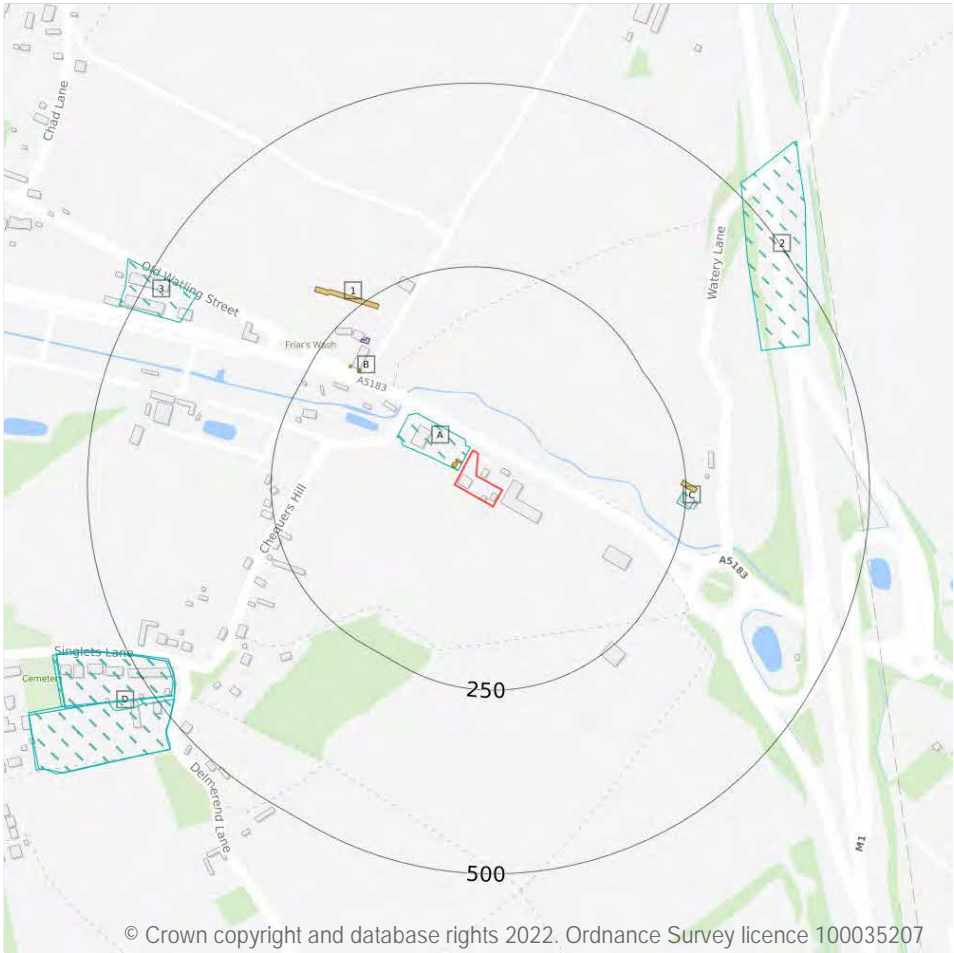 Chad Lane
2
Watery Lane
Old Watling Street
3
1
Friar's Wash
B
A5183
A
C
Chequers Hill
A5183
Singlets Lane
Cemetery
D
250
Delmerend Lane
M1
500
© Crown copyright and database rights 2022. Ordnance Survey licence 100035207